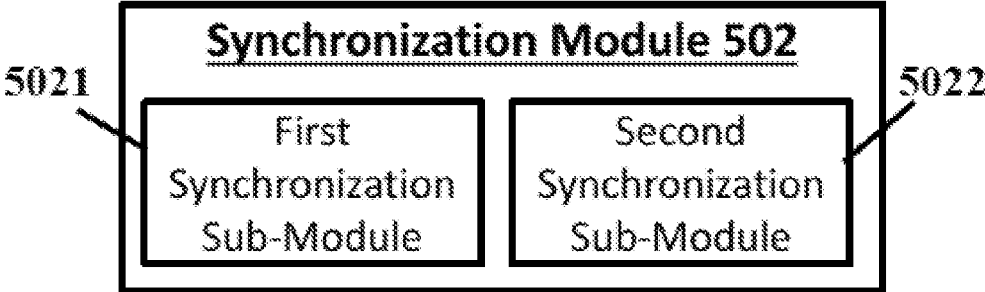 Synchronization Module 502
5021
5022
First
Synchronization
Sub-Module
Second
Synchronization
Sub-Module